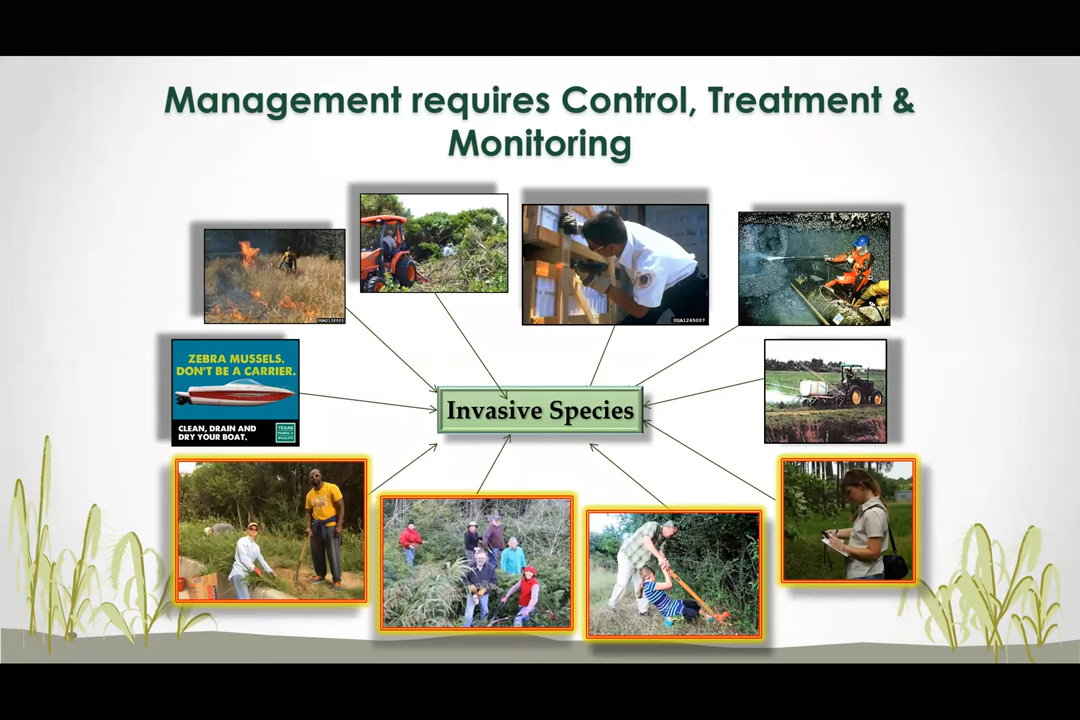 Management requires Control, Treatment &
Monitoring
UGA1265007
ZEBRA MUSSELS.
DON'T BE A CARRIER.
CLEAN, DRAIN AND
DRY YOUR BOAT.
TEXAS
Invasive Species